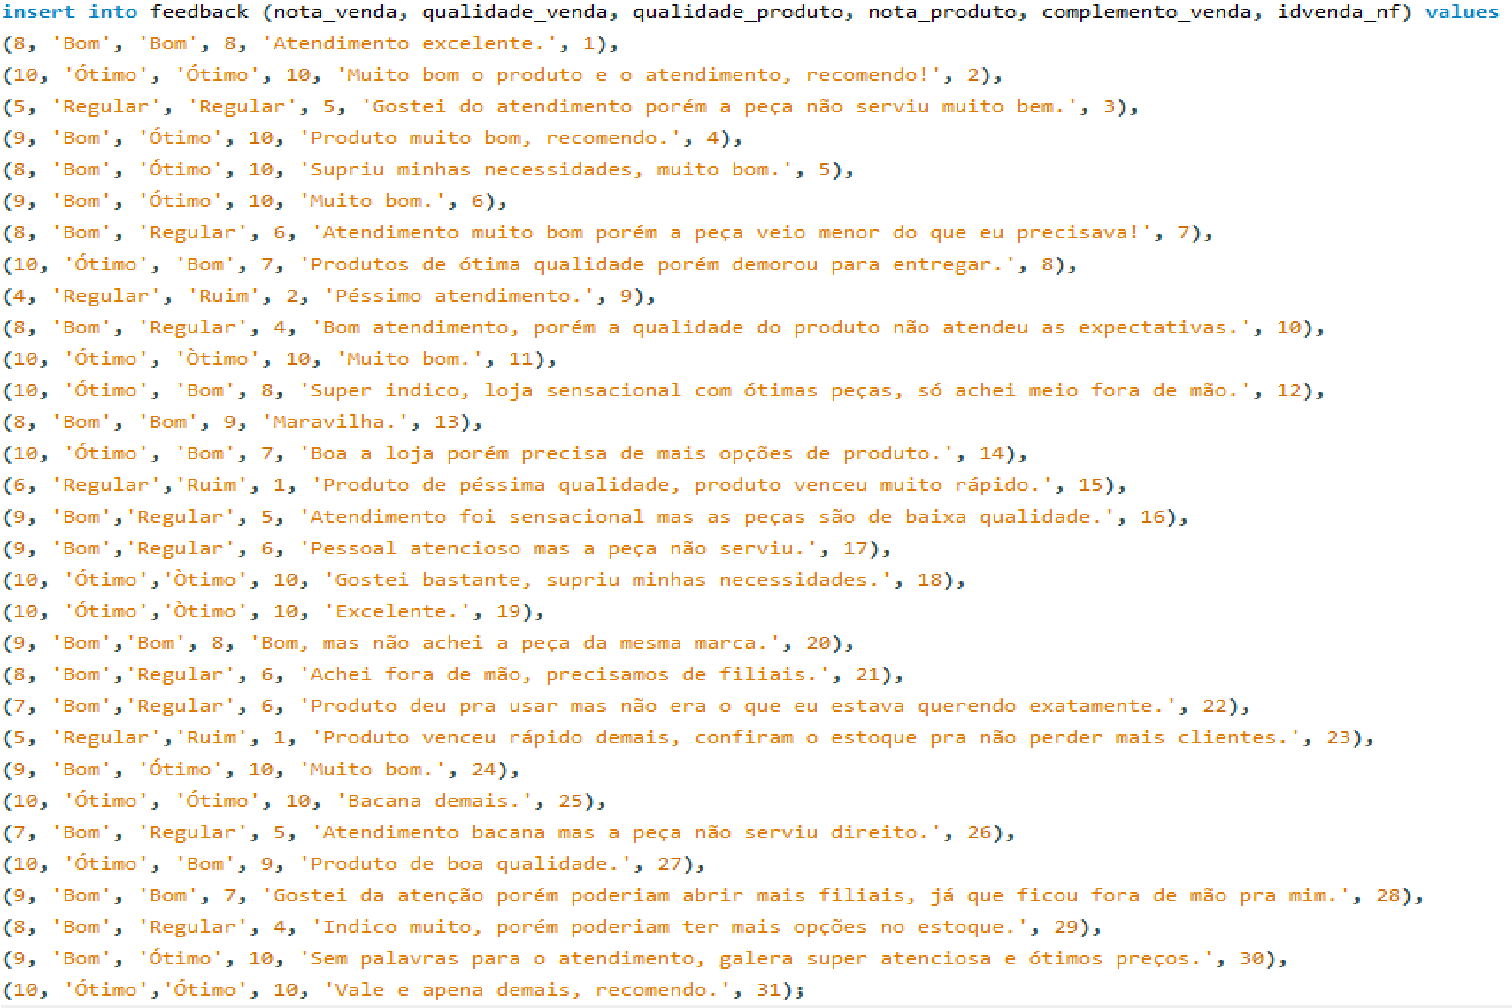 insert into feedback (nota_venda, qualidade_venda, qualidade_produto, nota_produto, complemento_venda, idvenda_nf) values
(8, 'Bom', 'Bom', 8, 'Atendimento excelente.', 1),
(10, 'Ótimo', 'Ótimo', 10, 'Muito bom o produto e o atendimento, recomendo!', 2),
(5, 'Regular', 'Regular', 5, 'Gostei do atendimento porém a peça não serviu muito bem.', 3),
(9, 'Bom', 'Ótimo', 10, 'Produto muito bom, recomendo.', 4),
(8, 'Bom', 'Ótimo', 10, 'Supriu minhas necessidades, muito bom.', 5),
(9, 'Bom', 'Ótimo', 10, 'Muito bom.', 6),
(8, 'Bom', 'Regular', 6, 'Atendimento muito bom porém a peça veio menor do que eu precisava!', 7),
(10, 'Ótimo', 'Bom', 7, 'Produtos de ótima qualidade porém demorou para entregar.', 8),
(4, 'Regular', 'Ruim', 2, 'Péssimo atendimento.', 9),
(8, 'Bom', 'Regular', 4, 'Bom atendimento, porém a qualidade do produto não atendeu as expectativas.', 10),
(10, 'Ótimo', 'Òtimo', 10, 'Muito bom.', 11),
(10, 'Ótimo', 'Bom', 8, 'Super indico, loja sensacional com ótimas peças, só achei meio fora de mão.', 12),
(8, 'Bom', 'Bom', 9, 'Maravilha.', 13),
(10, 'Ótimo', 'Bom', 7, 'Boa a loja porém precisa de mais opções de produto.', 14),
(6, 'Regular','Ruim', 1, 'Produto de péssima qualidade, produto venceu muito rápido.', 15),
(9, 'Bom','Regular', 5, 'Atendimento foi sensacional mas as peças são de baixa qualidade.', 16),
(9, 'Bom','Regular', 6, 'Pessoal atencioso mas a peça não serviu.', 17),
(10, 'Ótimo','Òtimo', 10, 'Gostei bastante, supriu minhas necessidades.', 18),
(10, 'Ótimo','Òtimo', 10, 'Excelente.', 19),
(9, 'Bom','Bom', 8, 'Bom, mas não achei a peça da mesma marca.', 20),
(8, 'Bom','Regular', 6, 'Achei fora de mão, precisamos de filiais.', 21),
(7, 'Bom','Regular', 6, 'Produto deu pra usar mas não era o que eu estava querendo exatamente.', 22),
(5, 'Regular','Ruim', 1, 'Produto venceu rápido demais, confiram o estoque pra não perder mais clientes.', 23),
(9, 'Bom', 'Ótimo', 10, 'Muito bom.', 24),
(10, 'Ótimo', 'Ótimo', 10, 'Bacana demais.', 25),
(7, 'Bom', 'Regular', 5, 'Atendimento bacana mas a peça não serviu direito.', 26),
(10, 'Ótimo', 'Bom', 9, 'Produto de boa qualidade.', 27),
(9, 'Bom', 'Bom', 7, 'Gostei da atenção porém poderiam abrir mais filiais, já que ficou fora de mão pra mim.', 28),
(8, 'Bom', 'Regular', 4, 'Indico muito, porém poderiam ter mais opções no estoque.', 29),
(9, 'Bom', 'Ótimo', 10, 'Sem palavras para o atendimento, galera super atenciosa e ótimos preços.', 30),
(10, 'Ótimo','Ótimo', 10, 'Vale e apena demais, recomendo.', 31);